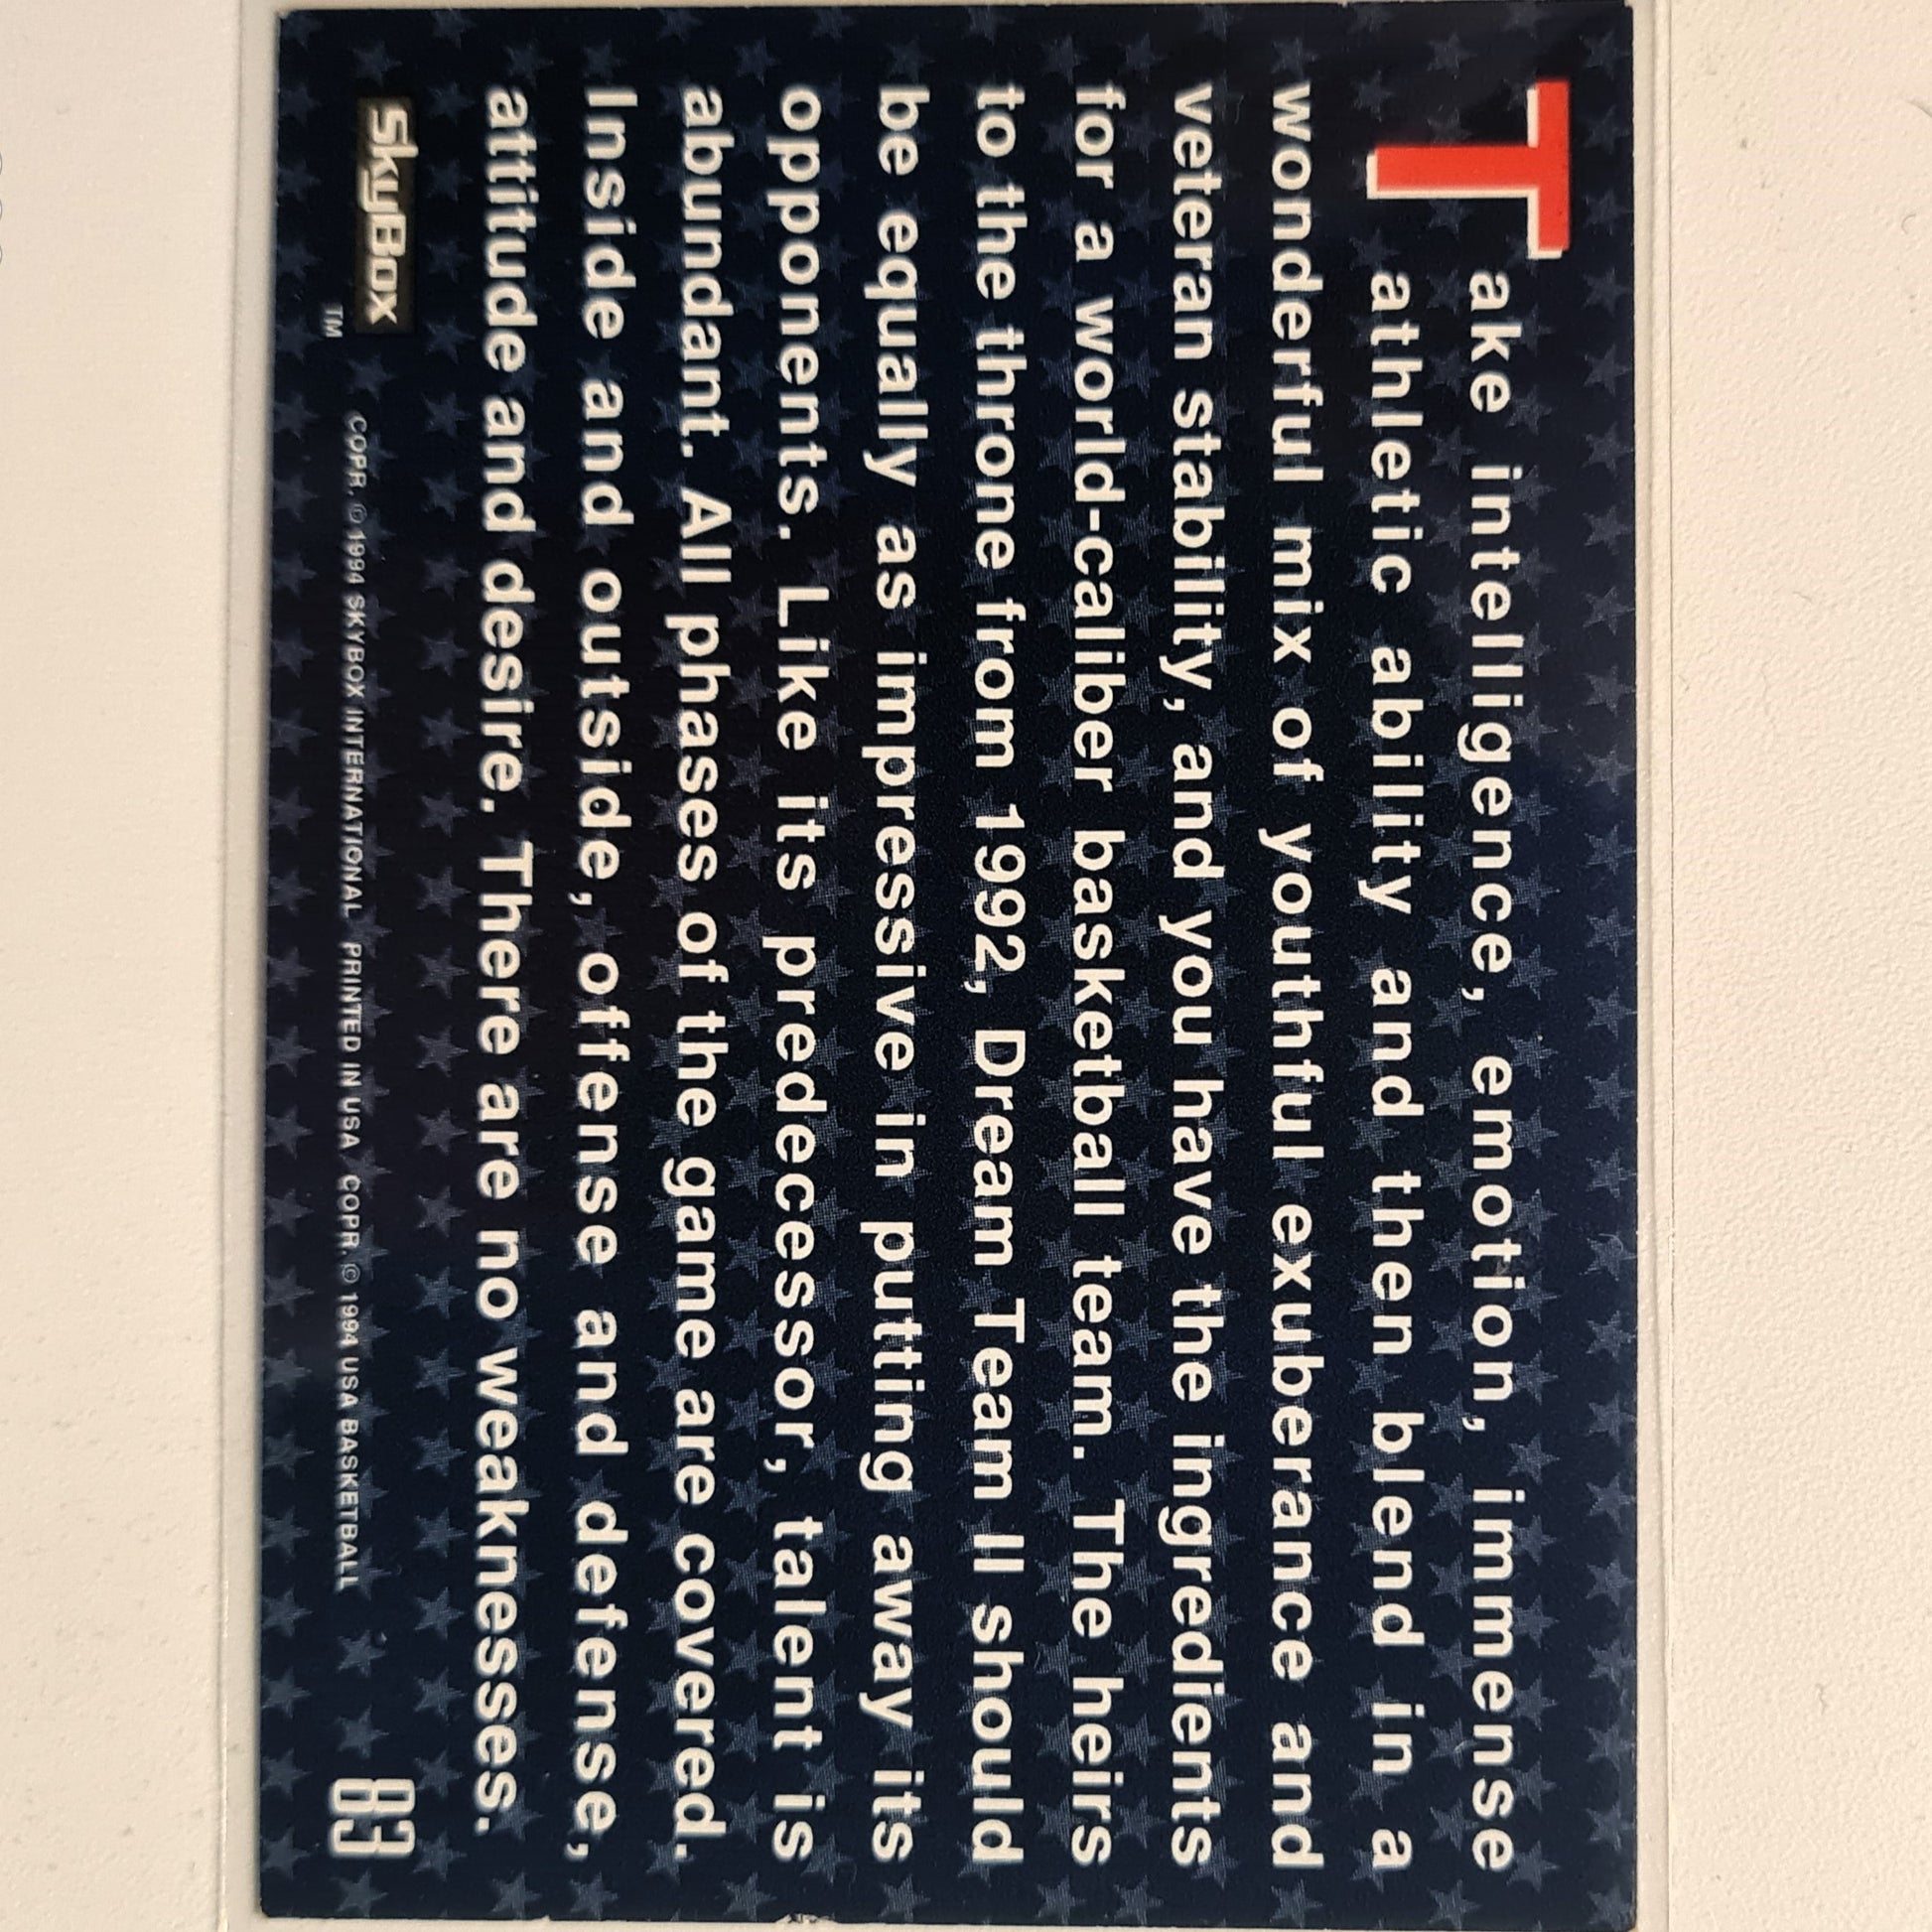 Take intelligence, emotion, immense
athletic ability and then blend in a
wonderful mix of youthful exuberance and
veteran stability, and you have the ingredients
for a world-caliber basketball team. The heirs
to the throne from 1992, Dream Team II should
be equally as impressive in putting away its
opponents. Like its predecessor, talent is
abundant. All phases of the game are covered.
Inside and outside, offense and defense,
attitude and desire. There are no weaknesses.
SkyBox TM COPR. © 1994 SKYBOX INTERNATIONAL PRINTED IN USA COPR. © 1994 USA BASKETBALL 83